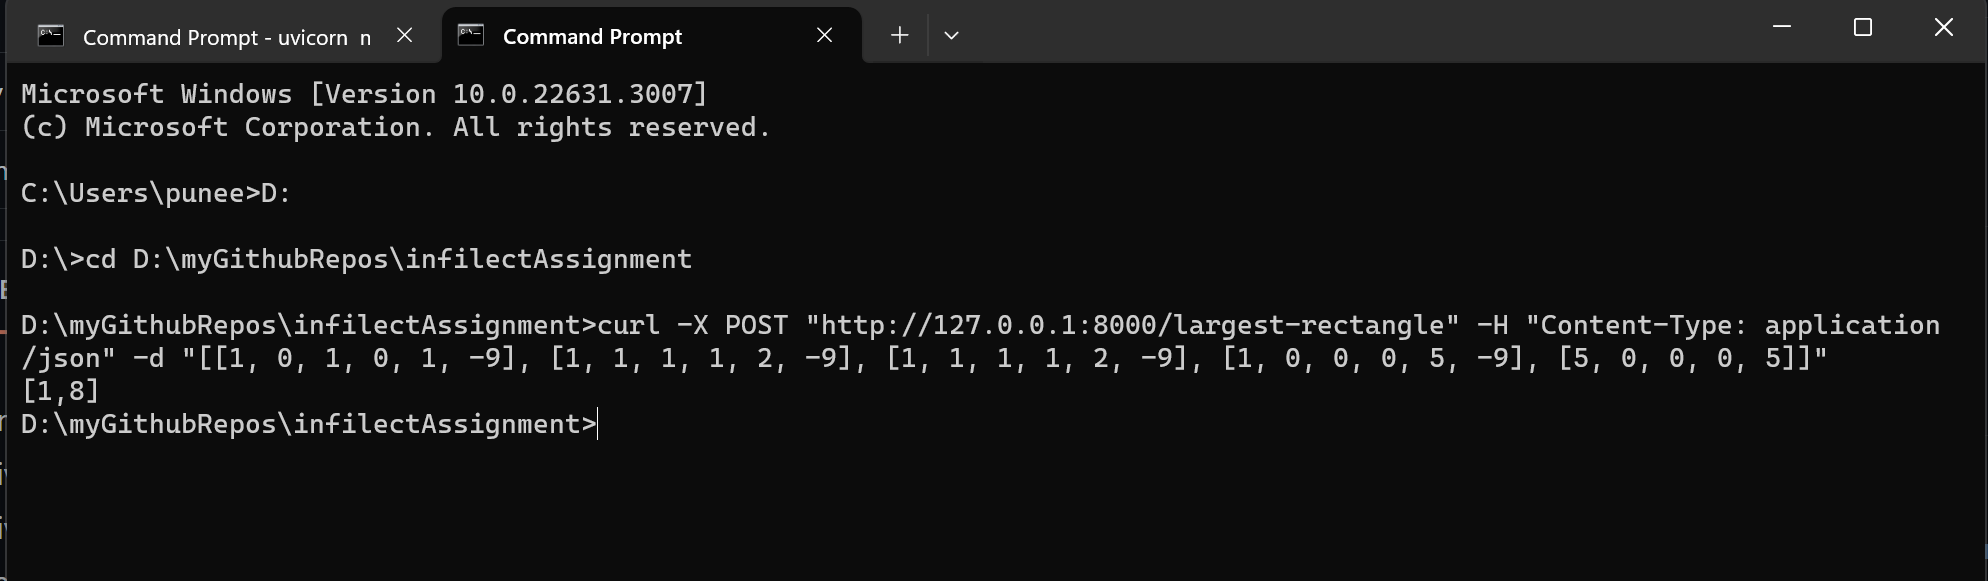 Command Prompt - uvicorn n
Command Prompt
Microsoft Windows [Version 10.0.22631.3007]
(c) Microsoft Corporation. All rights reserved.
C:\Users\punee>D:
D:\>cd D:\myGithubRepos\infilectAssignment
D:\myGithubRepos\infilectAssignment>curl -X POST "http://127.0.0.1:8000/largest-rectangle" -H "Content-Type: application
/json" -d "[[1, 0, 1, 0, 1, -9], [1, 1, 1, 1, 2, -9], [1, 1, 1, 1, 2, -9], [1, 0, 0, 0, 5, -9], [5, 0, 0, 0, 5]]"
[1,8]
D:\myGithubRepos\infilectAssignment>